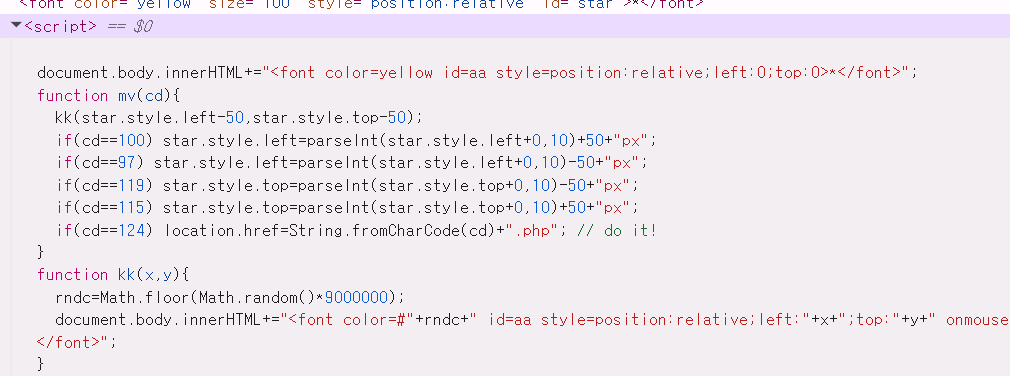 <font color="yellow" size="100" style="position:relative" id="star">*</font>
▼<script> == $0
document.body.innerHTML+="<font color=yellow id=aa style=position:relative;left:0;top:0>*</font>";
function mv(cd){
kk(star.style.left-50,star.style.top-50);
if(cd==100) star.style.left=parseInt(star.style.left+0,10)+50+"px";
if(cd==97) star.style.left=parseInt(star.style.left+0,10)-50+"px";
if(cd==119) star.style.top=parseInt(star.style.top+0,10)-50+"px";
if(cd==115) star.style.top=parseInt(star.style.top+0,10)+50+"px";
if(cd==124) location.href=String.fromCharCode(cd)+".php"; // do it!
}
function kk(x,y){
rndc=Math.floor(Math.random()*9000000);
document.body.innerHTML+="<font color=#"+rndc+" id=aa style=position:relative;left:"+x+";top:"+y+" onmouse
</font>";
}